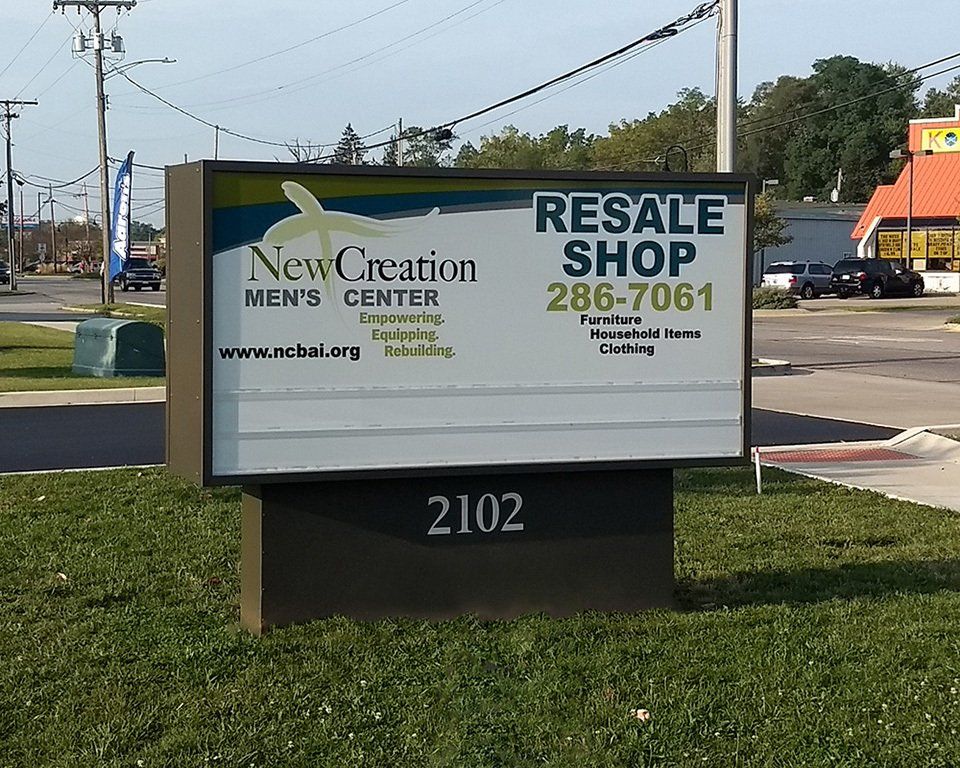 NewCreation
MEN'S CENTER
Empowering.
Equipping.
Rebuilding.
www.ncbai.org
RESALE
SHOP
286-7061
Furniture
Household Items
Clothing
2102